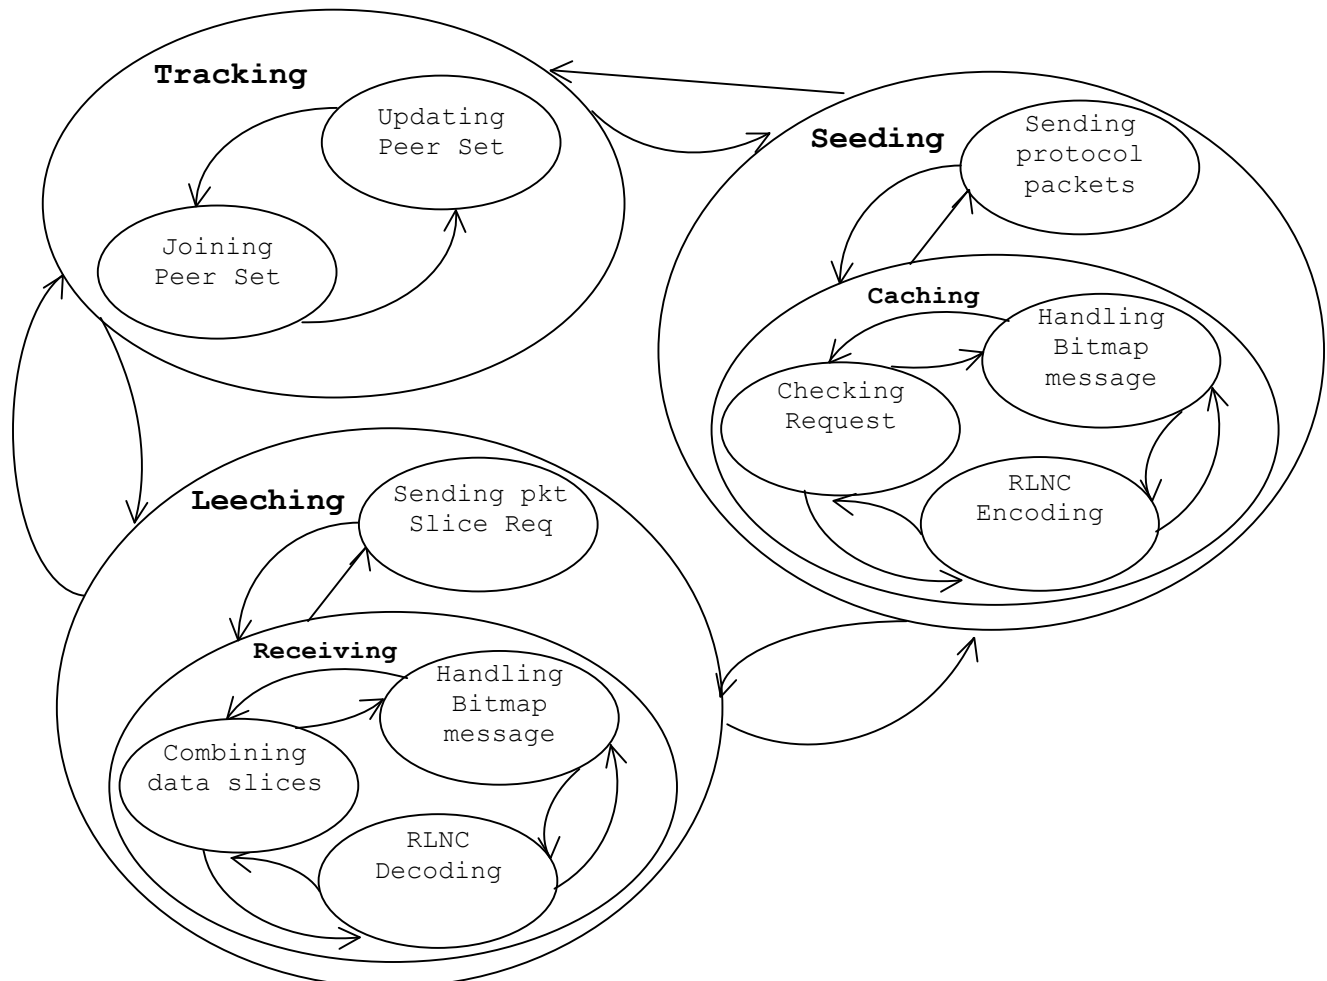 Tracking
Updating
Peer Set
Joining
Peer Set
Seeding
Sending
protocol
packets
Caching
Handling
Bitmap
message
Checking
Request
RLNC
Encoding
Leeching
Sending pkt
Slice Req
Receiving
Handling
Bitmap
message
Combining
data slices
RLNC
Decoding